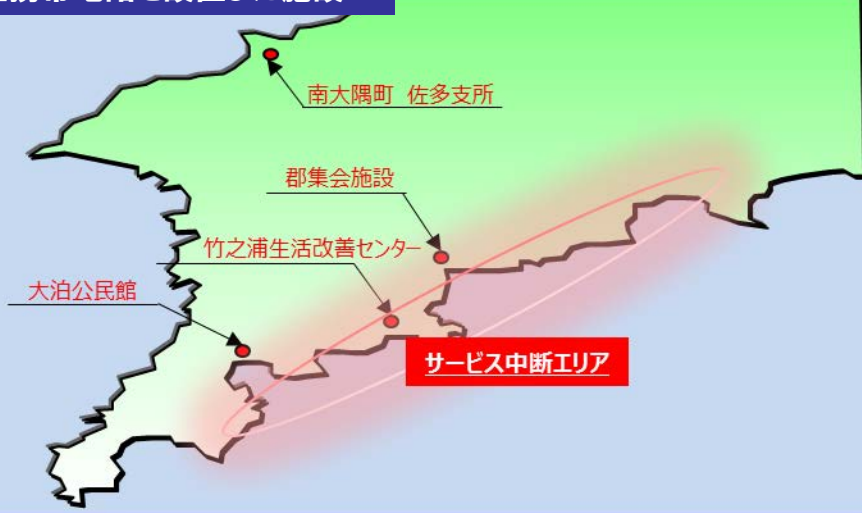 南大隅町 佐多支所
郡集会施設
竹之浦生活改善センター
大泊公民館
サービス中断エリア